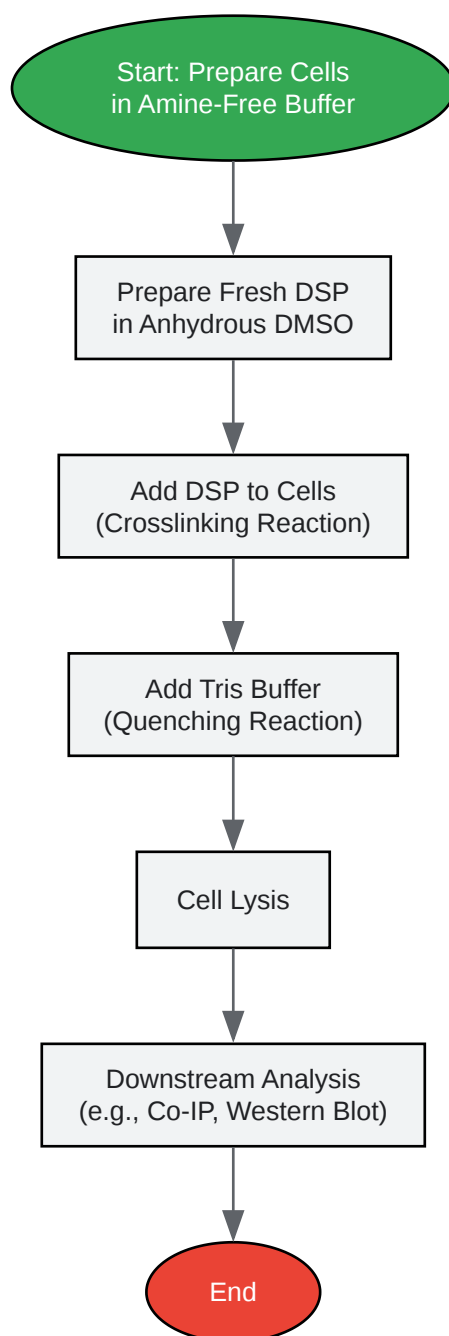 Start: Prepare Cells
in Amine-Free Buffer
Prepare Fresh DSP
in Anhydrous DMSO
Add DSP to Cells
(Crosslinking Reaction)
Add Tris Buffer
(Quenching Reaction)
Cell Lysis
Downstream Analysis
(e.g., Co-IP, Western Blot)
End